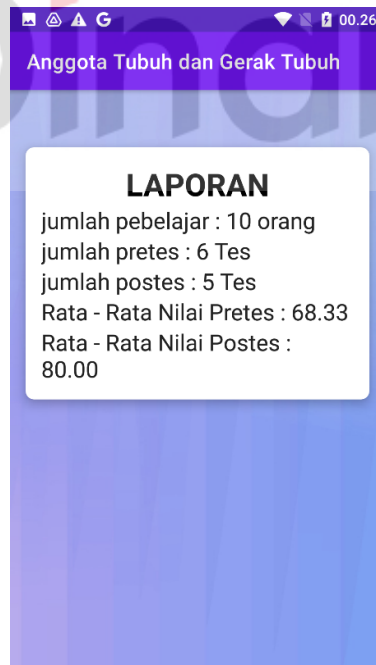 00.26
Anggota Tubuh dan Gerak Tubuh
LAPORAN
jumlah pebelajar : 10 orang
jumlah pretes : 6 Tes
jumlah postes : 5 Tes
Rata - Rata Nilai Pretes : 68.33
Rata - Rata Nilai Postes :
80.00